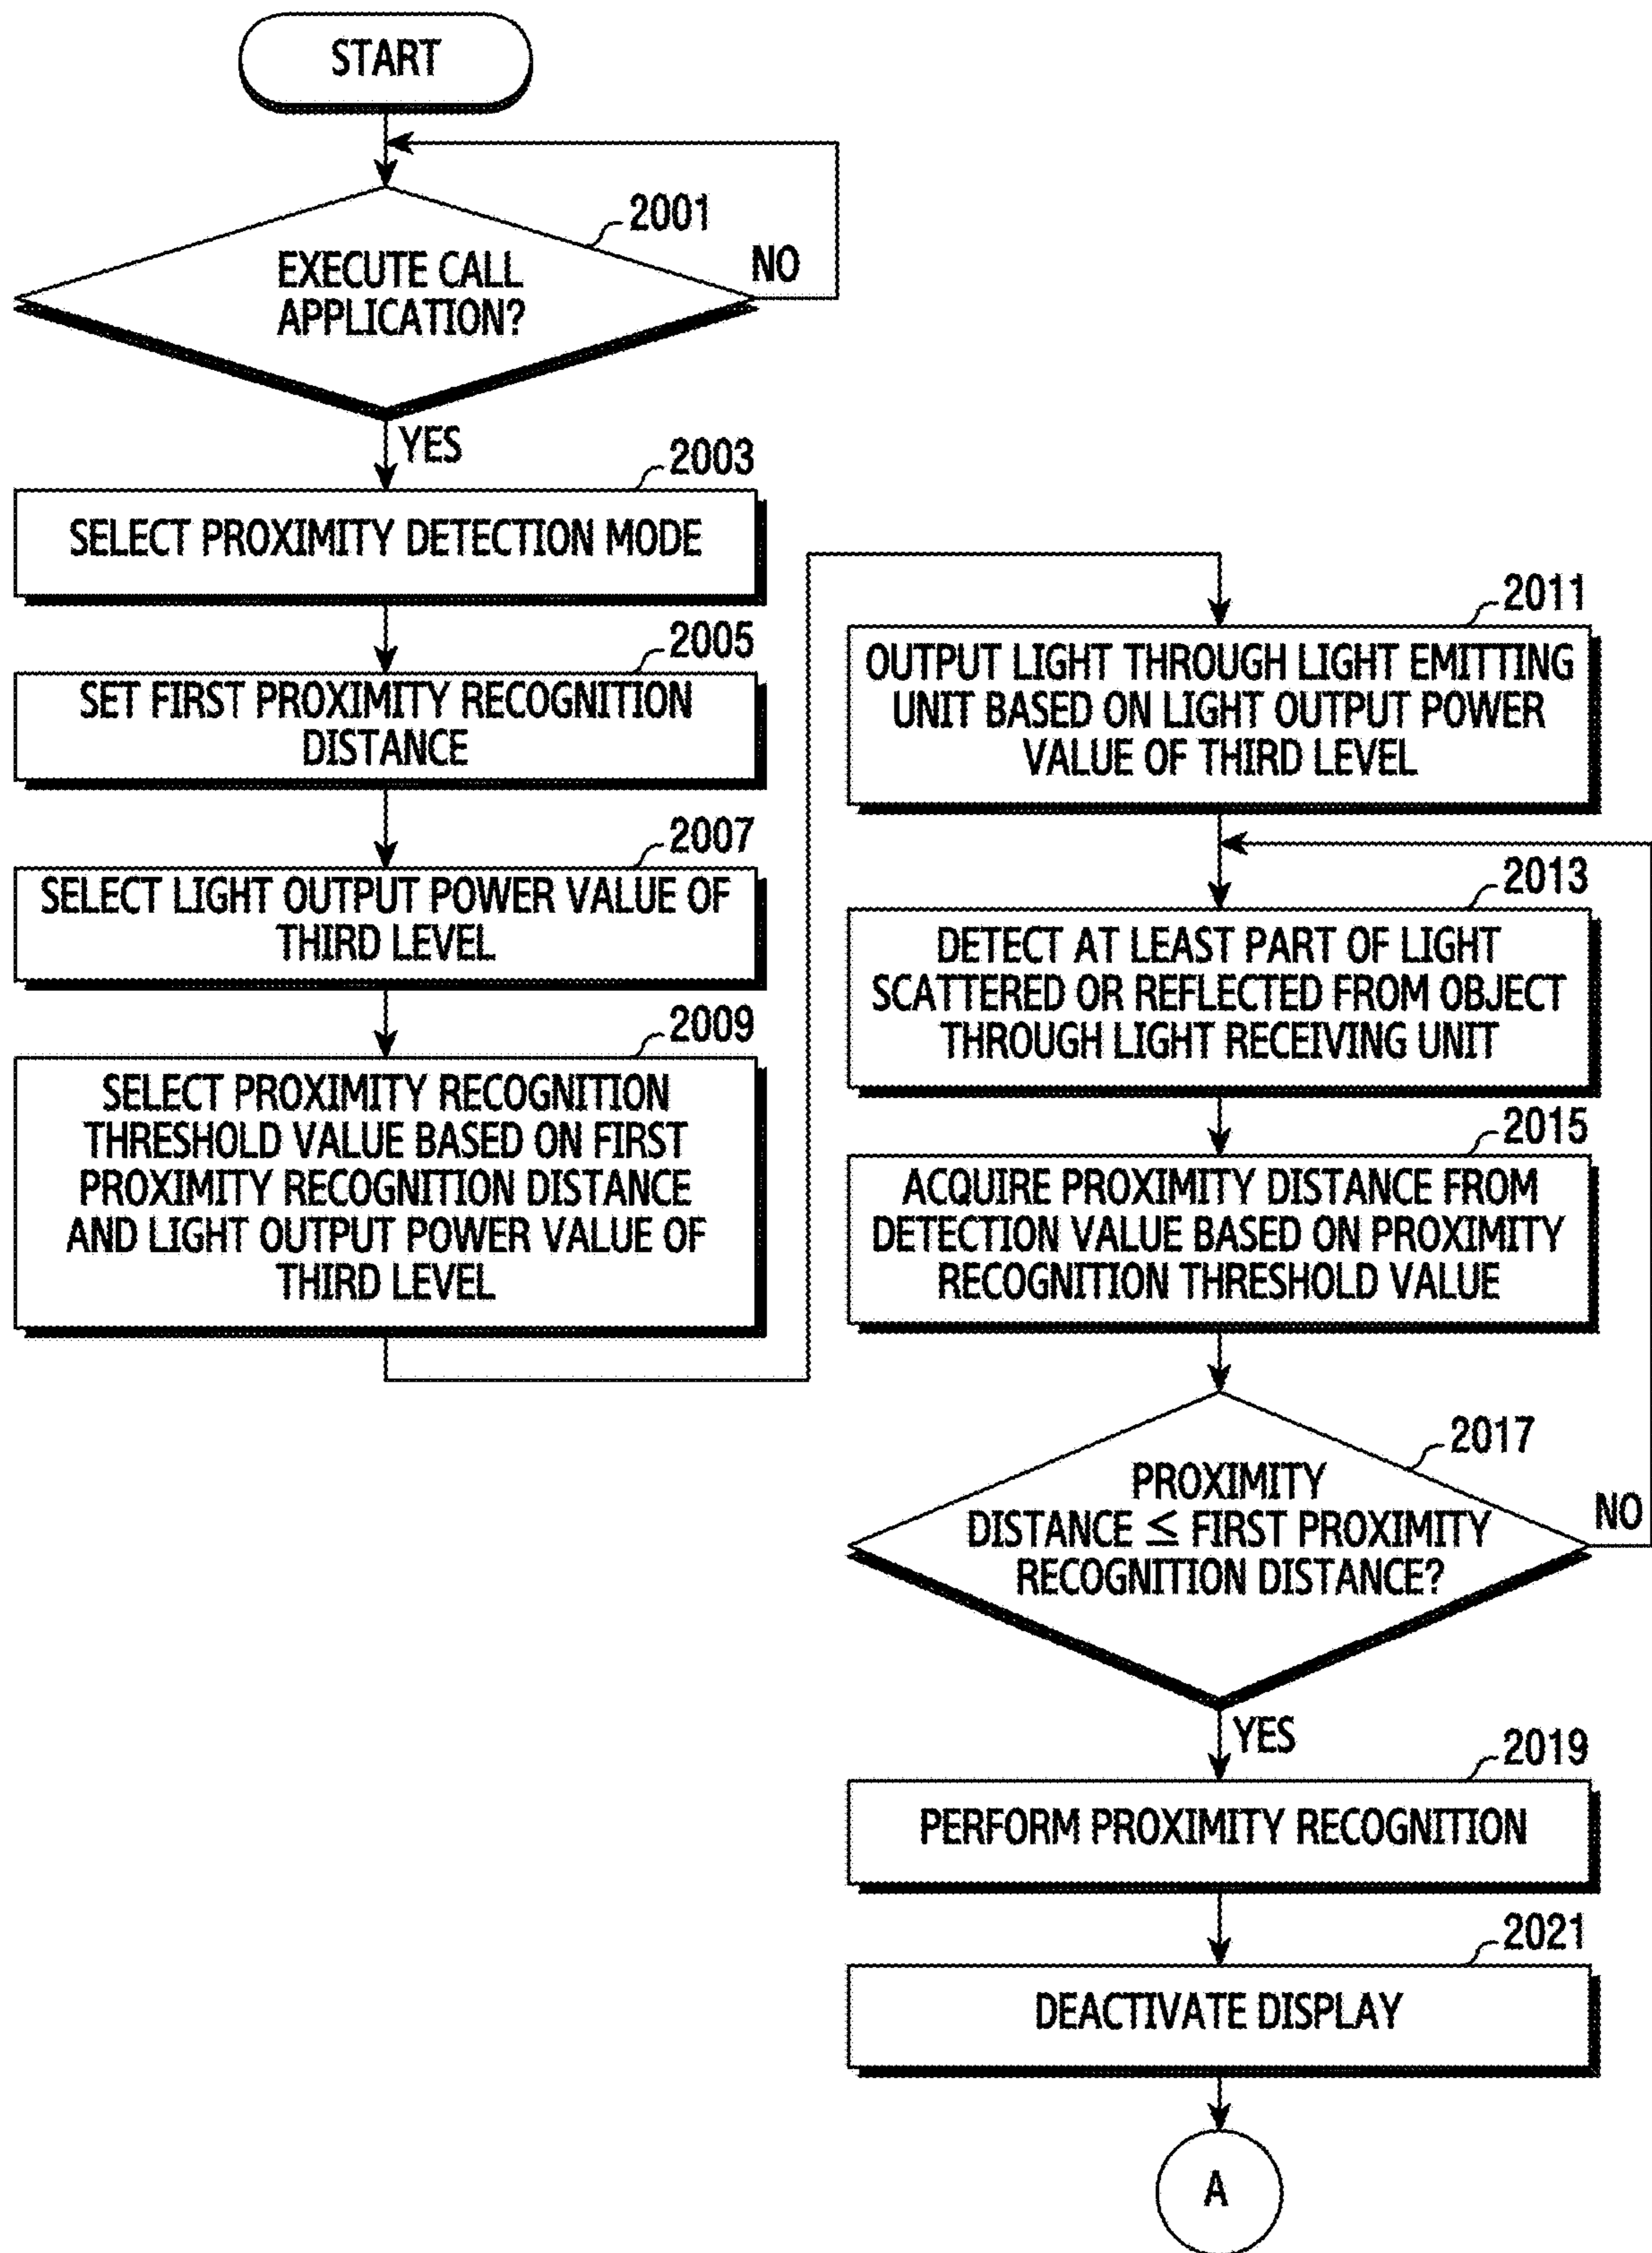 START
2001
EXECUTE CALL
APPLICATION?
NO
YES
2003
SELECT PROXIMITY DETECTION MODE
2005
SET FIRST PROXIMITY RECOGNITION
DISTANCE
2007
SELECT LIGHT OUTPUT POWER VALUE OF
THIRD LEVEL
2009
SELECT PROXIMITY RECOGNITION
THRESHOLD VALUE BASED ON FIRST
PROXIMITY RECOGNITION DISTANCE
AND LIGHT OUTPUT POWER VALUE OF
THIRD LEVEL
2011
OUTPUT LIGHT THROUGH LIGHT EMITTING
UNIT BASED ON LIGHT OUTPUT POWER
VALUE OF THIRD LEVEL
2013
DETECT AT LEAST PART OF LIGHT
SCATTERED OR REFLECTED FROM OBJECT
THROUGH LIGHT RECEIVING UNIT
2015
ACQUIRE PROXIMITY DISTANCE FROM
DETECTION VALUE BASED ON PROXIMITY
RECOGNITION THRESHOLD VALUE
2017
PROXIMITY
DISTANCE ≤ FIRST PROXIMITY
RECOGNITION DISTANCE?
NO
YES
2019
PERFORM PROXIMITY RECOGNITION
2021
DEACTIVATE DISPLAY
A